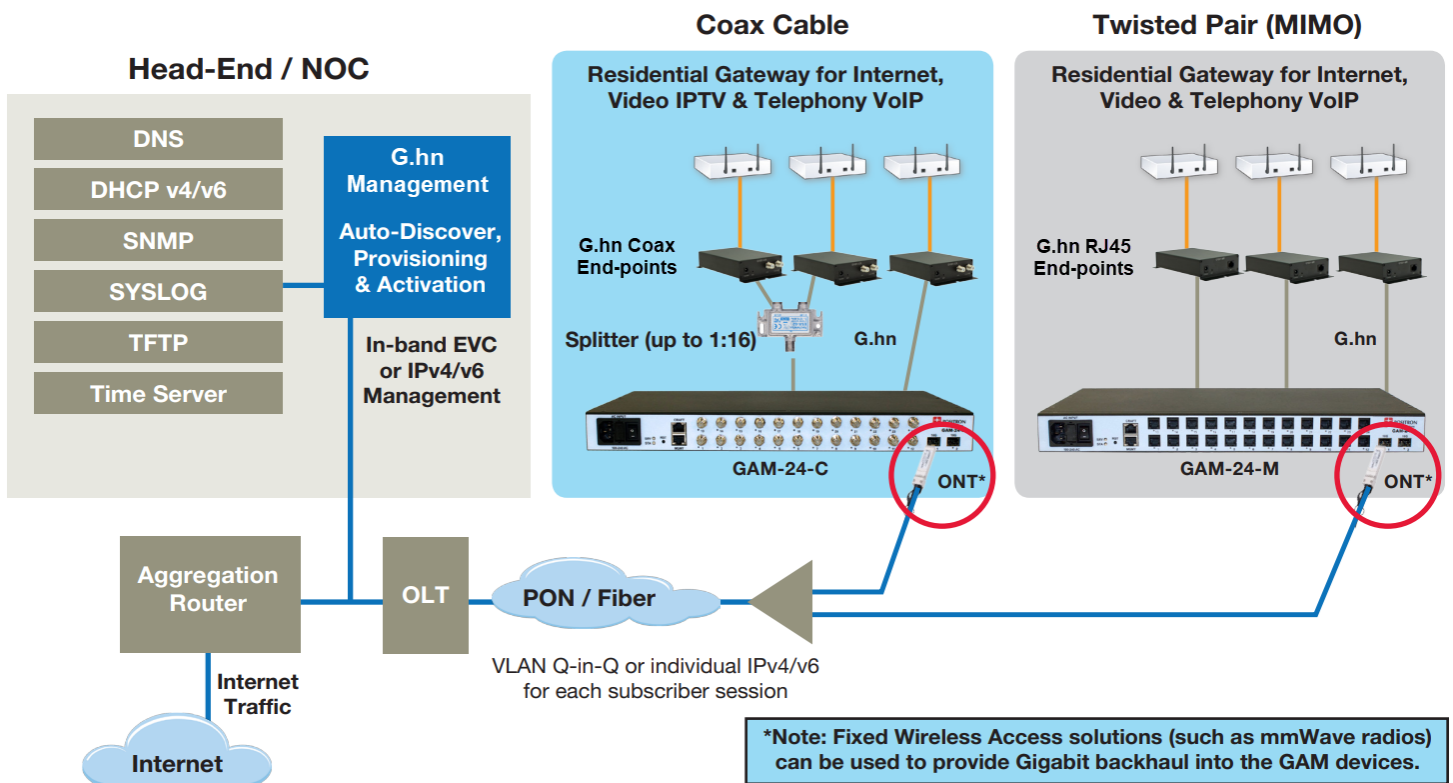 Coax Cable
Twisted Pair (MIMO)
Head-End / NOC
DNS
DHCP v4/v6
SNMP
SYSLOG
TFTP
Time Server
G.hn
Management
Auto-Discover,
Provisioning
& Activation
In-band EVC
or IPv4/v6
Management
Residential Gateway for Internet,
Video IPTV & Telephony VoIP
G.hn Coax
End-points
Splitter (up to 1:16)
G.hn
GAM-24-C
ONT*
Residential Gateway for Internet,
Video & Telephony VoIP
G.hn RJ45
End-points
G.hn
GAM-24-M
ONT*
Aggregation
Router
OLT
PON / Fiber
VLAN Q-in-Q or individual IPv4/v6
for each subscriber session
Internet
Traffic
Internet
*Note: Fixed Wireless Access solutions (such as mmWave radios)
can be used to provide Gigabit backhaul into the GAM devices.